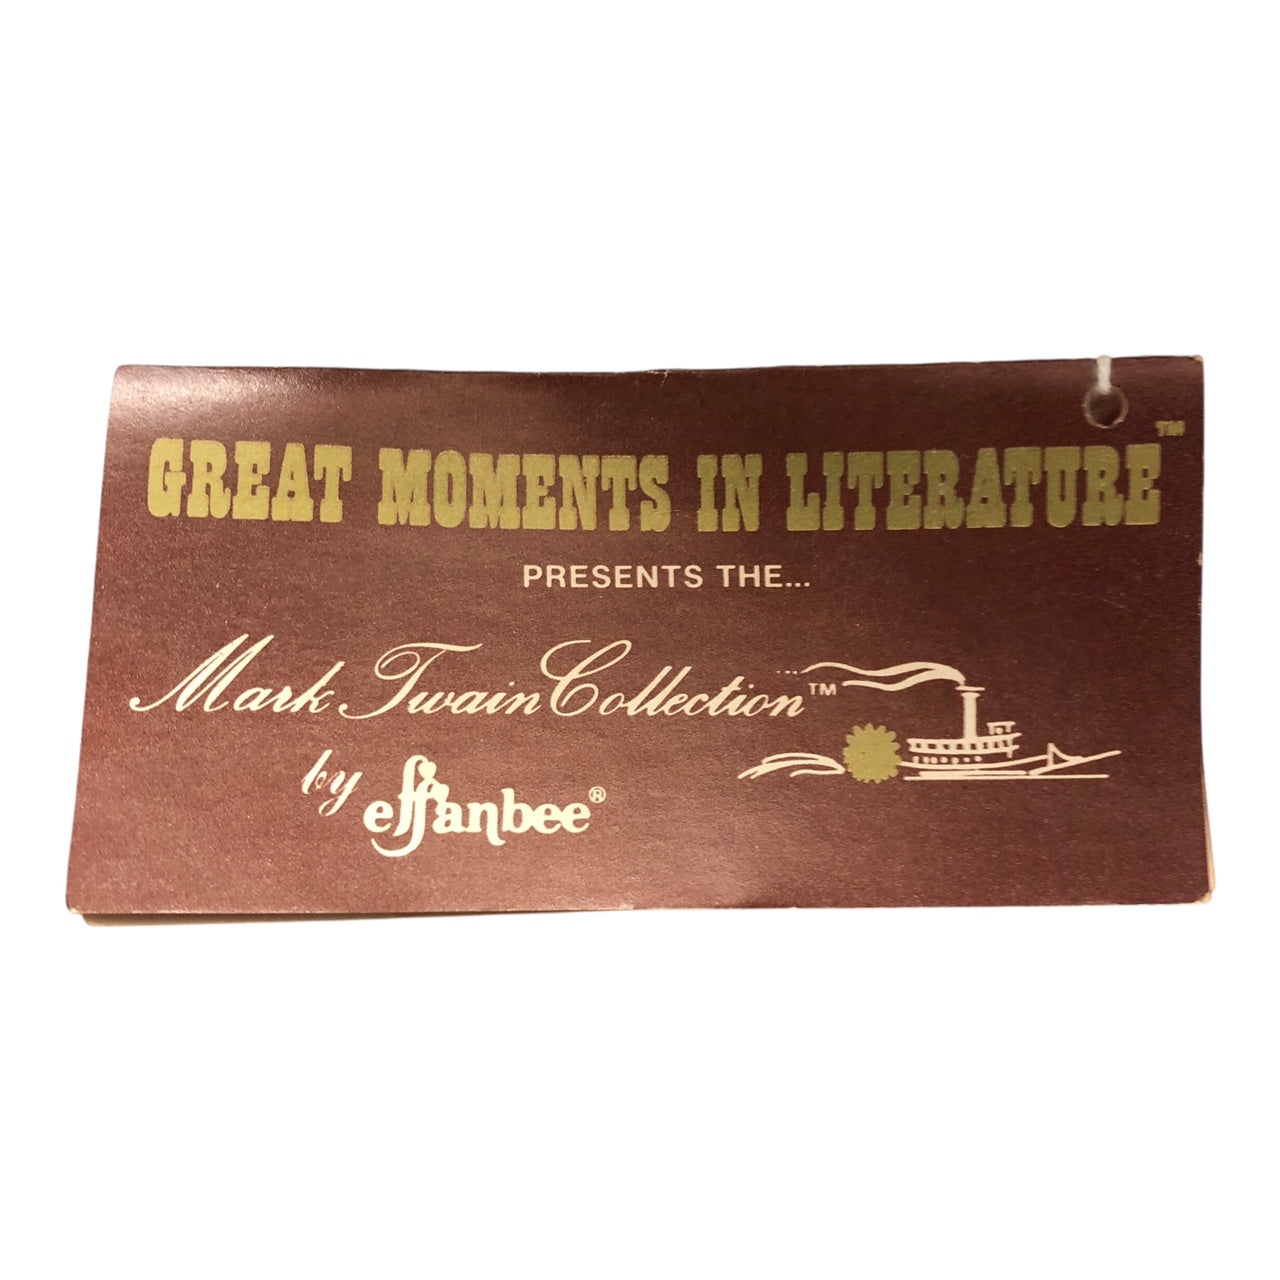 GREAT MOMENTS IN LITERATURE™
PRESENTS THE...
Mark Twain Collection™
by effanbee®